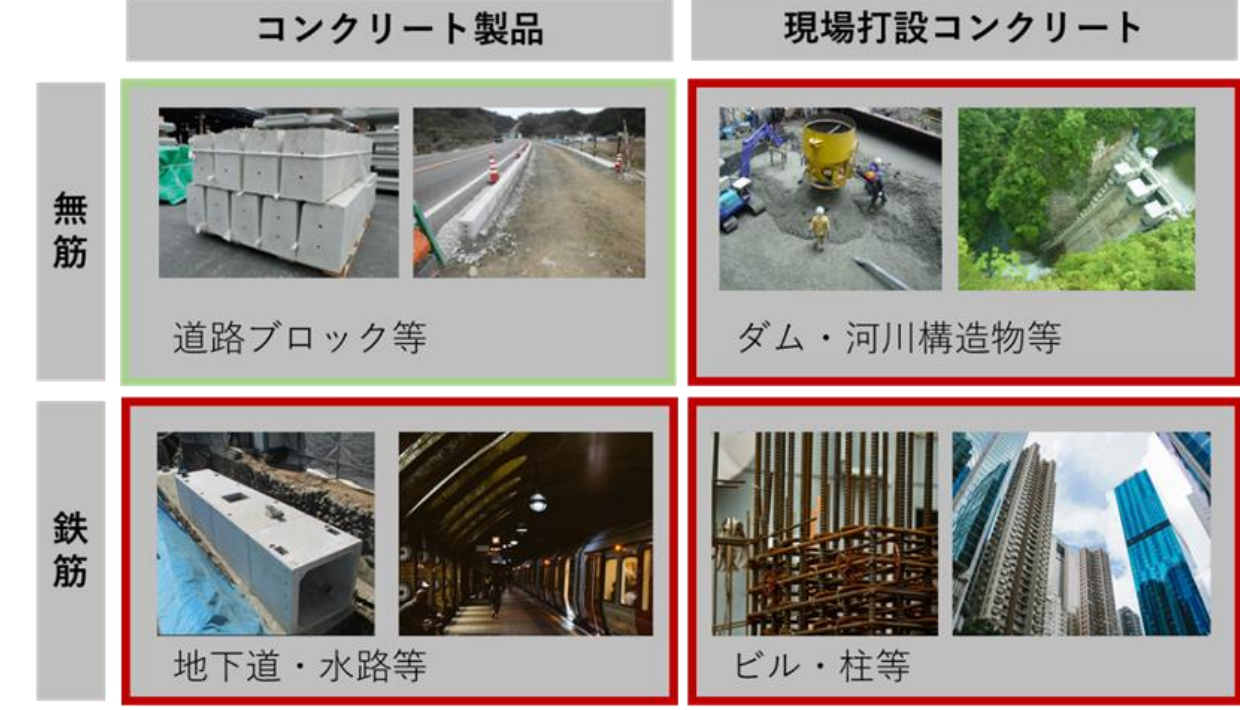 コンクリート製品
現場打設コンクリート
無筋
道路ブロック等
ダム・河川構造物等
鉄筋
地下道・水路等
ビル・柱等